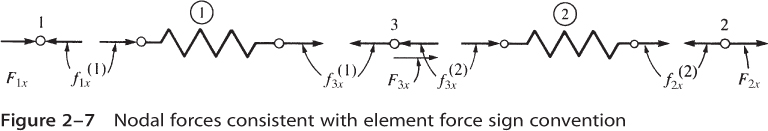 1 ① 3 ② 2
F1x f1x(1) f3x(1) F3x f3x(2) f2x(2) F2x
Figure 2–7 Nodal forces consistent with element force sign convention